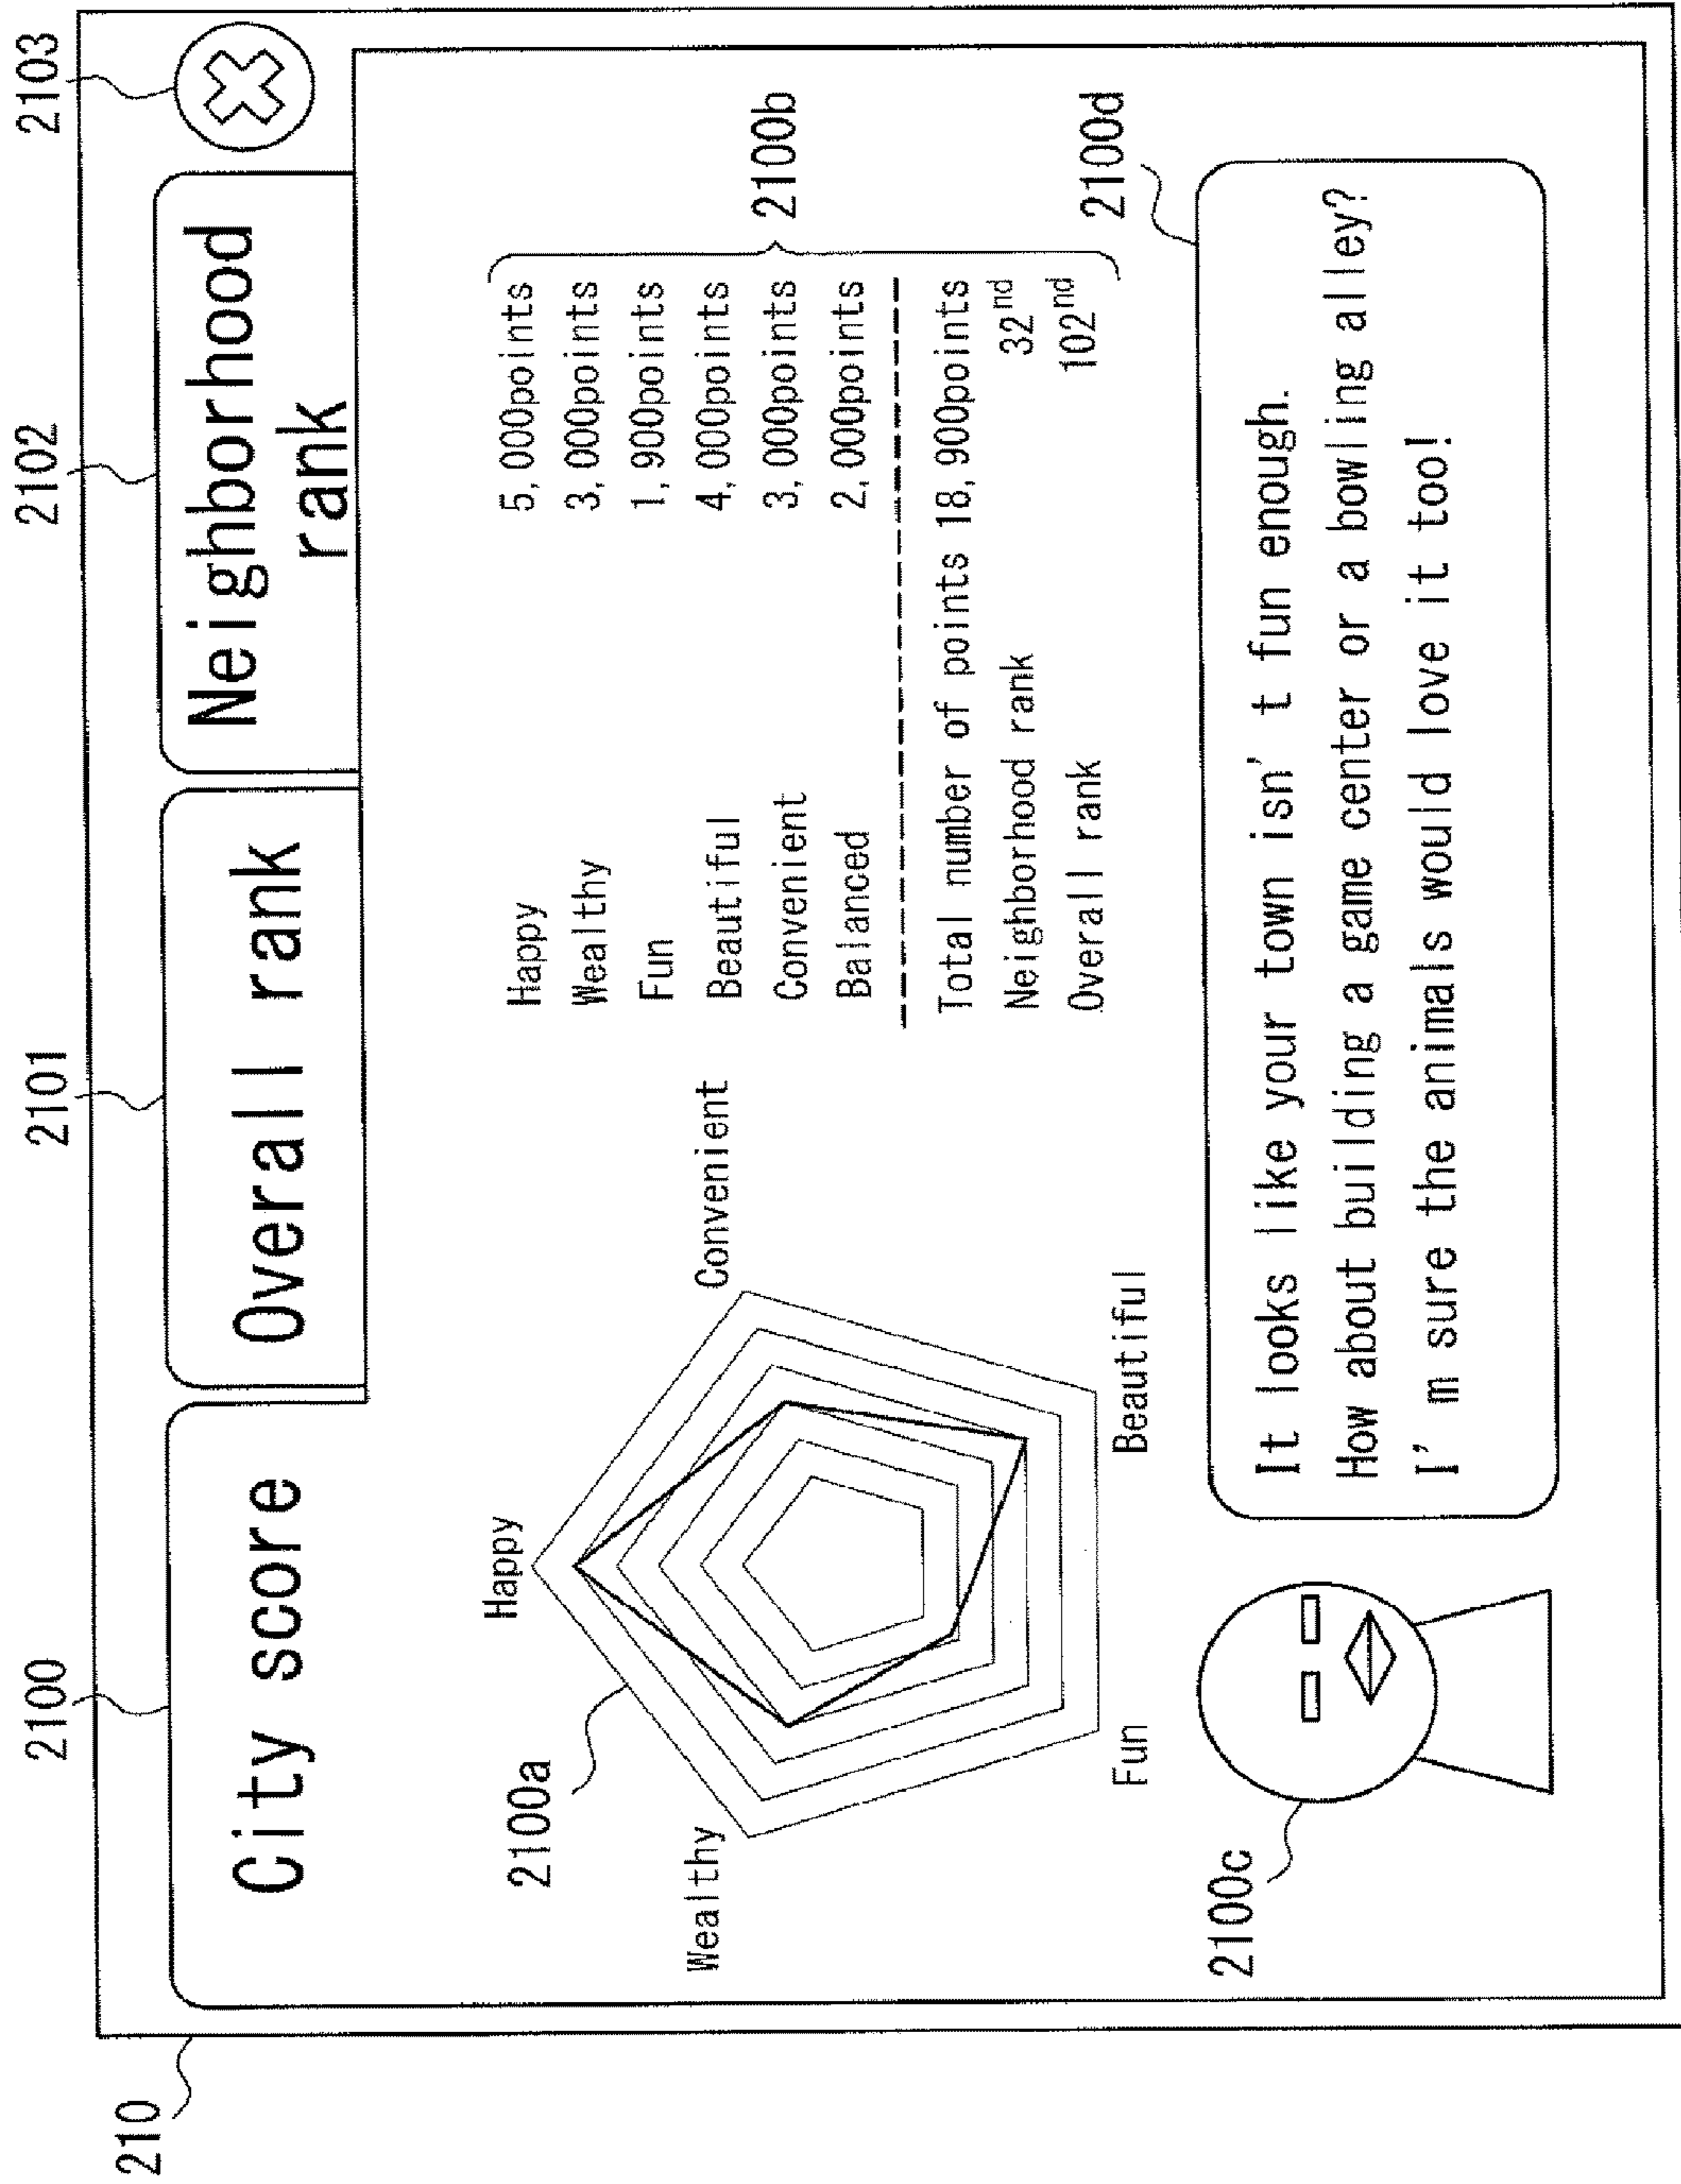 210
2100
2101
2102
2103
City score
Overall rank
Neighborhood
rank
2100a
Happy
Convenient
Beautiful
Fun
Wealthy
Happy 5,000points
Wealthy 3,000points
Fun 1,900points
Beautiful 4,000points
Convenient 3,000points
Balanced 2,000points
Total number of points 18,900points
Neighborhood rank 32nd
Overall rank 102nd
2100b
2100c
2100d
It looks like your town isn't fun enough.
How about building a game center or a bowling alley?
I'm sure the animals would love it too!